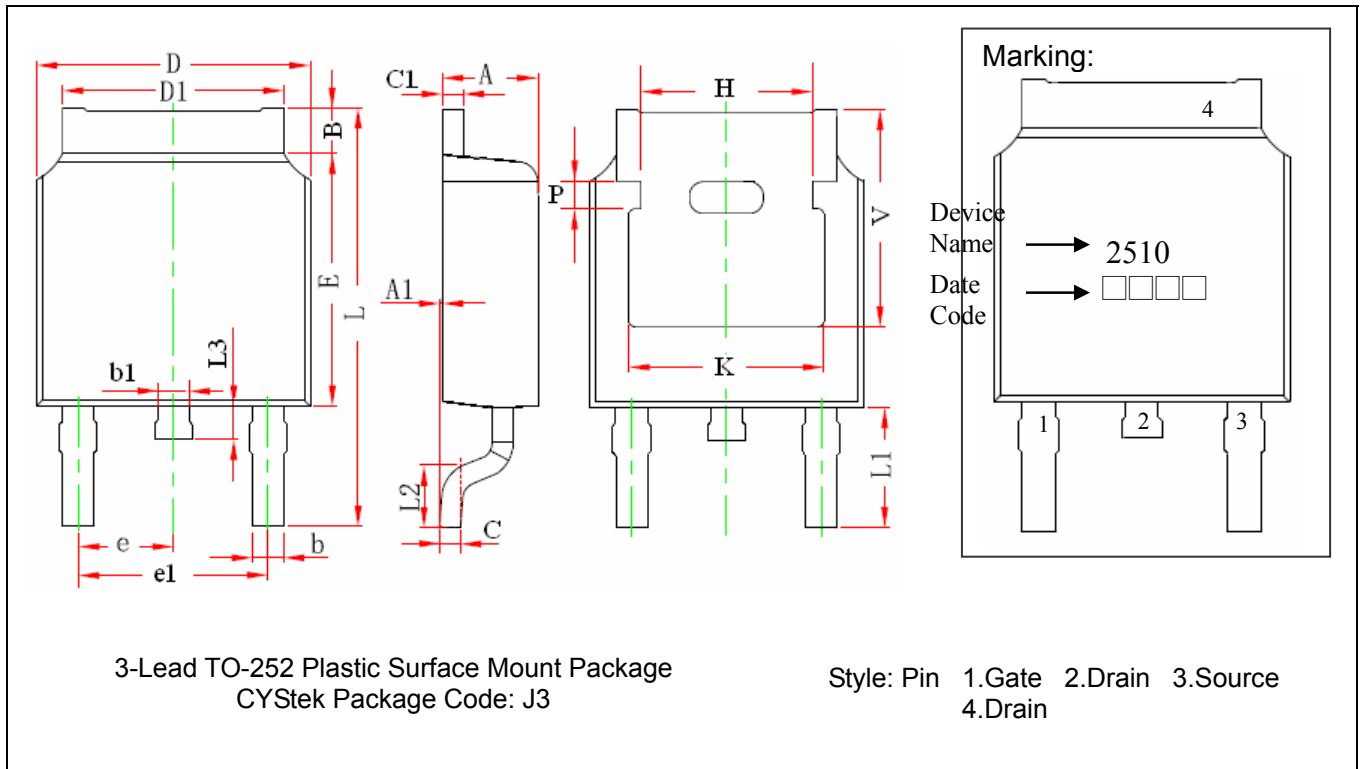 D
D1
B
E
L
L3
b1
e
e1
b
C1
A
A1
L2
C
H
P
V
K
L1
Marking:
4
Device
Name
2510
Date
Code
□□□□
1
2
3
3-Lead TO-252 Plastic Surface Mount Package
CYStek Package Code: J3
Style: Pin 1.Gate 2.Drain 3.Source
4.Drain